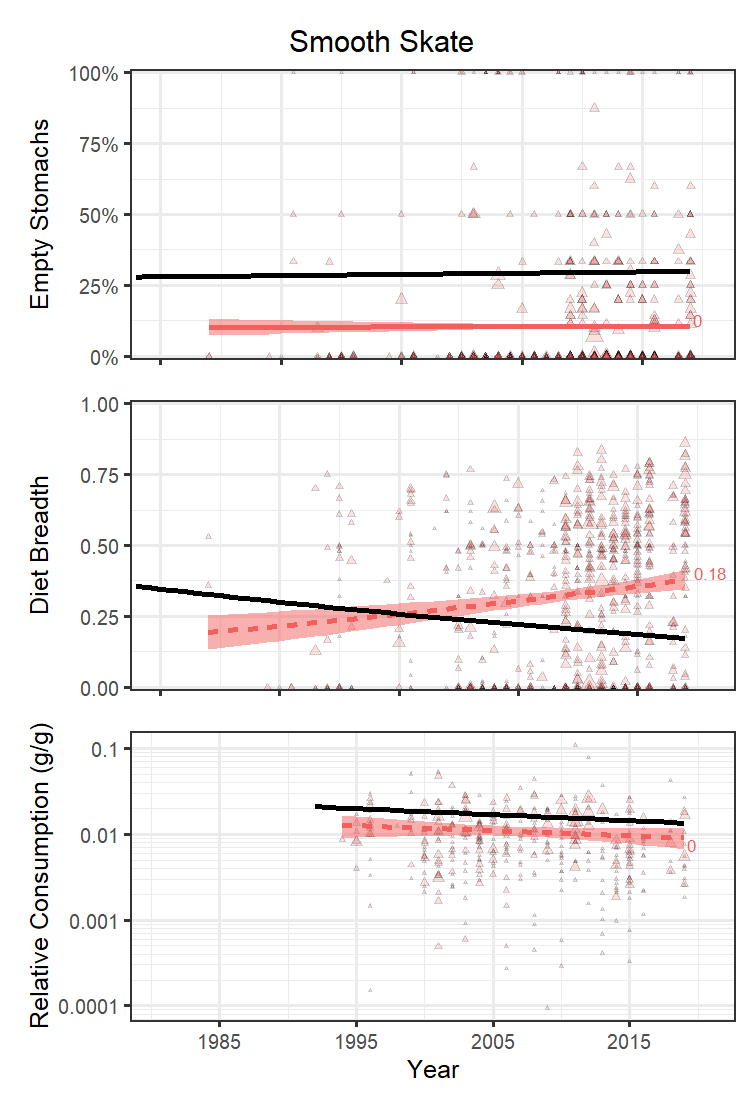 Smooth Skate
Empty Stomachs
100%
75%
50%
25%
0%
0
Diet Breadth
1.00
0.75
0.50
0.25
0.00
0.18
Relative Consumption (g/g)
0.1
0.01
0.001
0.0001
0
1985 1995 2005 2015
Year